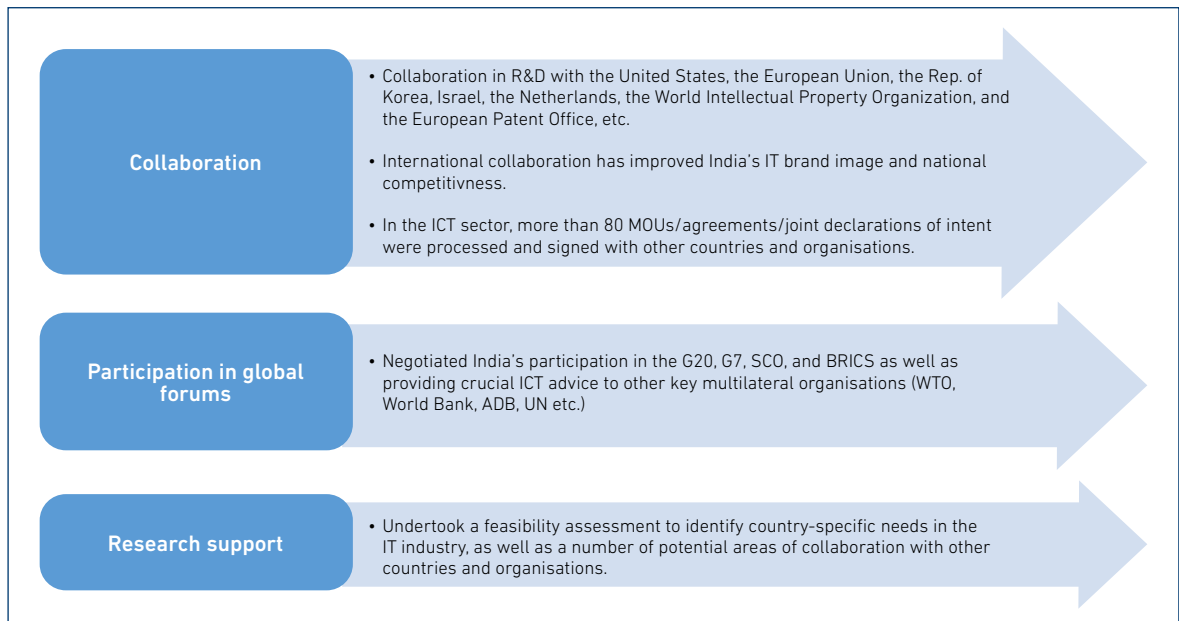 Collaboration
• Collaboration in R&D with the United States, the European Union, the Rep. of
Korea, Israel, the Netherlands, the World Intellectual Property Organization, and
the European Patent Office, etc.
• International collaboration has improved India’s IT brand image and national
competitivness.
• In the ICT sector, more than 80 MOUs/agreements/joint declarations of intent
were processed and signed with other countries and organisations.
Participation in global
forums
• Negotiated India’s participation in the G20, G7, SCO, and BRICS as well as
providing crucial ICT advice to other key multilateral organisations (WTO,
World Bank, ADB, UN etc.)
Research support
• Undertook a feasibility assessment to identify country-specific needs in the
IT industry, as well as a number of potential areas of collaboration with other
countries and organisations.